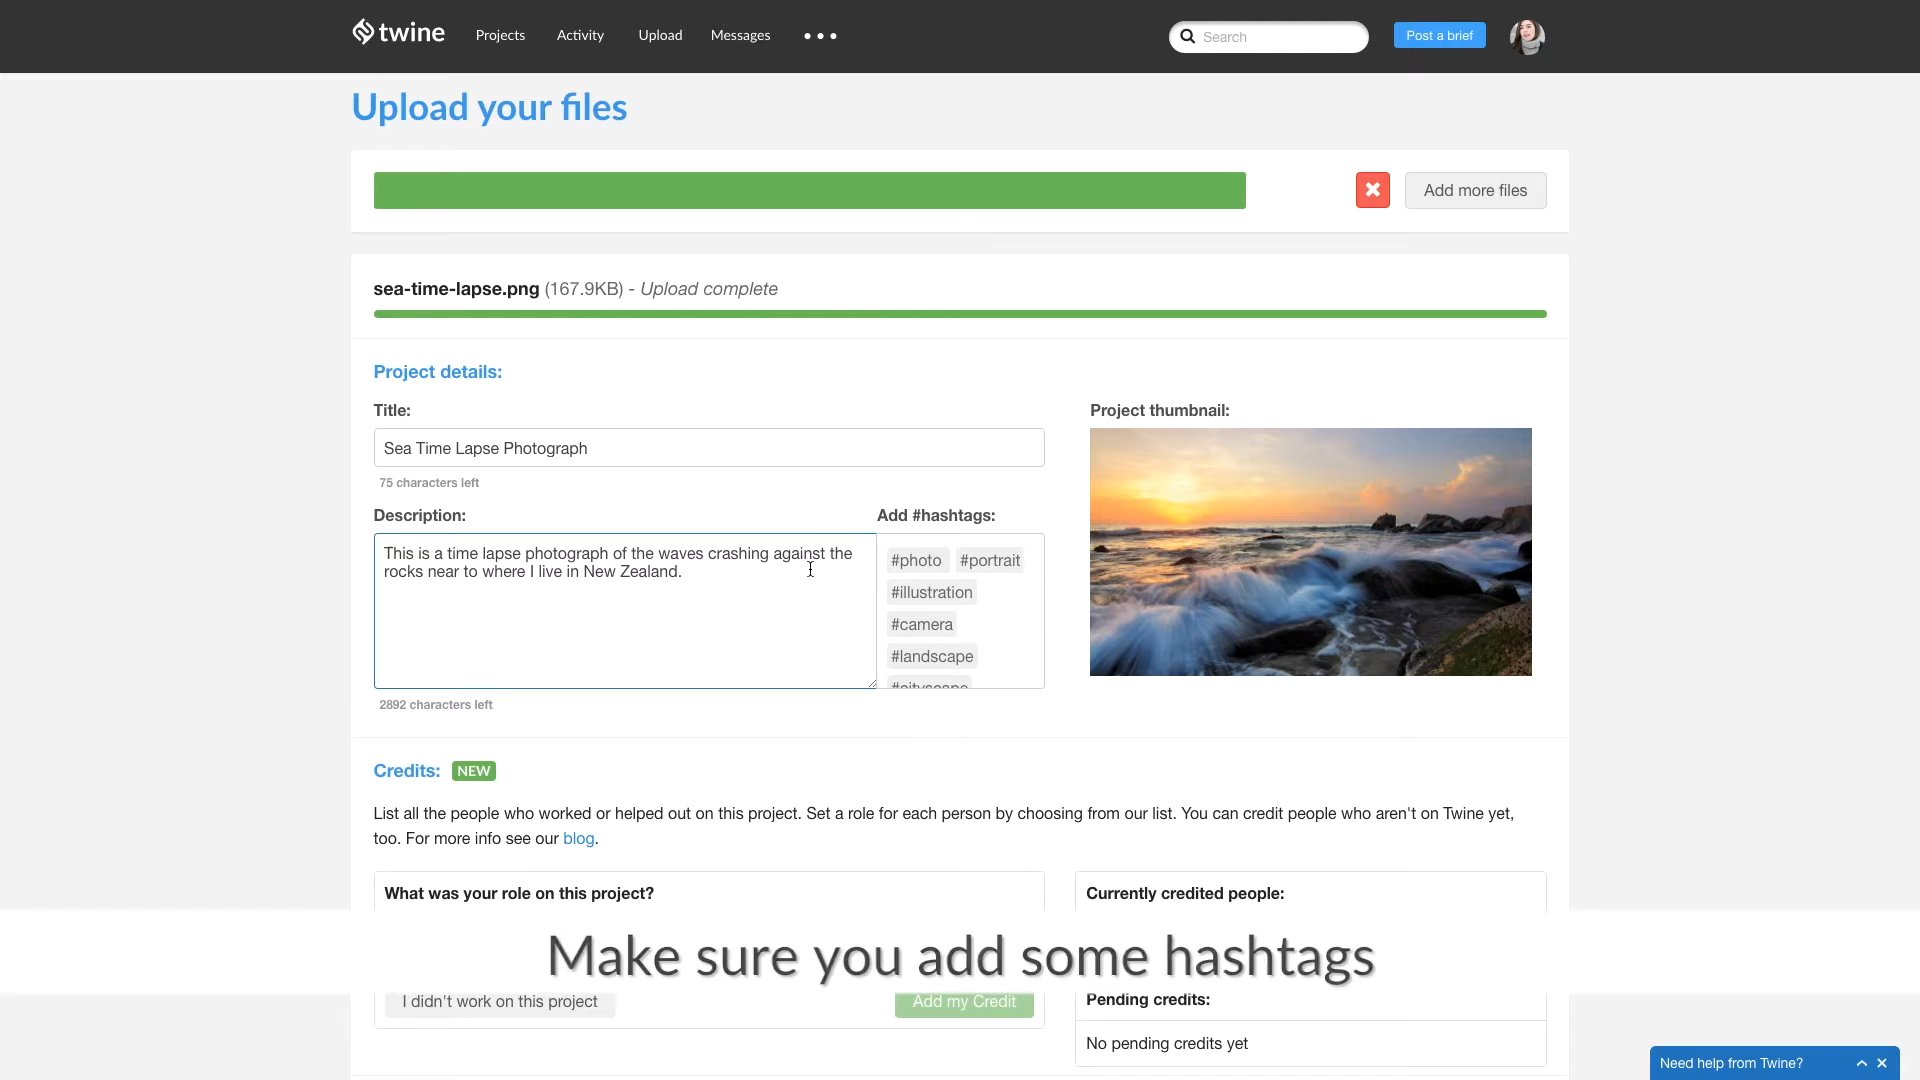 twine
Projects
Activity
Upload
Messages
Search
Post a brief
Upload your files
Add more files
sea-time-lapse.png (167.9KB) - Upload complete
Project details:
Title:
Project thumbnail:
Sea Time Lapse Photograph
75 characters left
Description:
Add #hashtags:
This is a time lapse photograph of the waves crashing against the
rocks near to where I live in New Zealand.
#photo #portrait
#illustration
#camera
#landscape
#cityscape
2892 characters left
Credits: NEW
List all the people who worked or helped out on this project. Set a role for each person by choosing from our list. You can credit people who aren't on Twine yet,
too. For more info see our blog.
What was your role on this project?
Currently credited people:
Make sure you add some hashtags
I didn't work on this project
Add my Credit
Pending credits:
No pending credits yet
Need help from Twine?